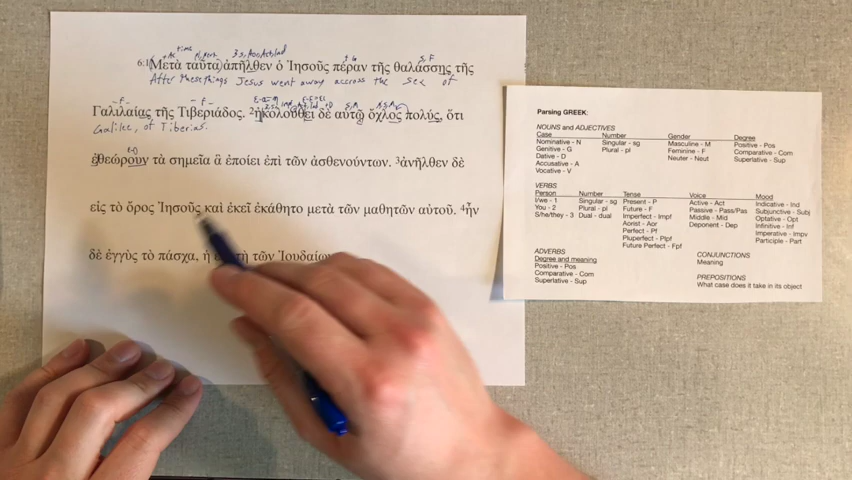 6:1 Μετὰ ταῦτα ἀπῆλθεν ὁ Ἰησοῦς πέραν τῆς θαλάσσης τῆς
After these things Jesus went away accross the sea of
Γαλιλαίας τῆς Τιβεριάδος. 2 ἠκολούθει δὲ αὐτῷ ὄχλος πολύς, ὅτι
Galilee, of Tiberias.
ἐθεώρουν τὰ σημεῖα ἃ ἐποίει ἐπὶ τῶν ἀσθενούντων. 3 ἀνῆλθεν δὲ
εἰς τὸ ὄρος Ἰησοῦς καὶ ἐκεῖ ἐκάθητο μετὰ τῶν μαθητῶν αὐτοῦ. 4 ἦν
δὲ ἐγγὺς τὸ πάσχα, ἡ τῶν
Parsing GREEK:
NOUNS and ADJECTIVES
Case Number Gender Degree
Nominative - N Singular - sg Masculine - M Positive - Pos
Genitive - G Plural - pl Feminine - F Comparative - Com
Dative - D Neuter - Neut Superlative - Sup
Accusative - A
Vocative - V
VERBS
Person Number Tense Voice Mood
I/we - 1 Singular - sg Present - P Active - Act Indicative - Ind
You - 2 Plural - pl Future - F Passive - Pass/Pas Subjunctive - Subj
S/he/they - 3 Dual - dual Imperfect - Impf Middle - Mid Optative - Opt
Aorist - Aor Deponent - Dep Infinitive - Inf
Perfect - Pf Imperative - Impv
Pluperfect - Plpf Participle - Part
Future Perfect - Fpf
ADVERBS CONJUNCTIONS
Degree and meaning Meaning
Positive - Pos
Comparative - Com PREPOSITIONS
Superlative - Sup What case does it take in its object